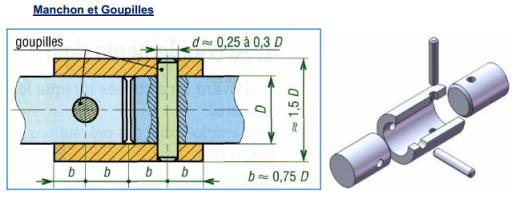 Manchon et Goupilles
goupilles
d ≈ 0,25 à 0,3 D
D
≈ 1,5 D
b b b b
b ≈ 0,75 D